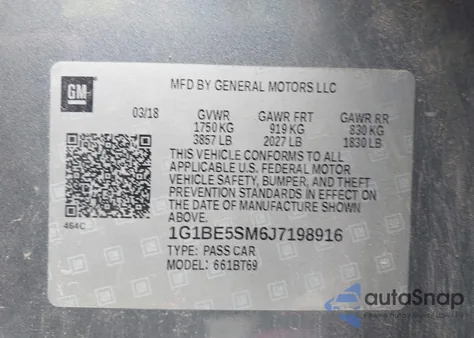 GM
MFD BY GENERAL MOTORS LLC
03/18 GVWR GAWR FRT GAWR RR
1750 KG 919 KG 830 KG
3857 LB 2027 LB 1830 LB
THIS VEHICLE CONFORMS TO ALL
APPLICABLE U.S. FEDERAL MOTOR
VEHICLE SAFETY, BUMPER, AND THEFT
PREVENTION STANDARDS IN EFFECT ON
THE DATE OF MANUFACTURE SHOWN
ABOVE.
464C
1G1BE5SM6J7198916
TYPE: PASS CAR
MODEL: 661BT69
autoSnap